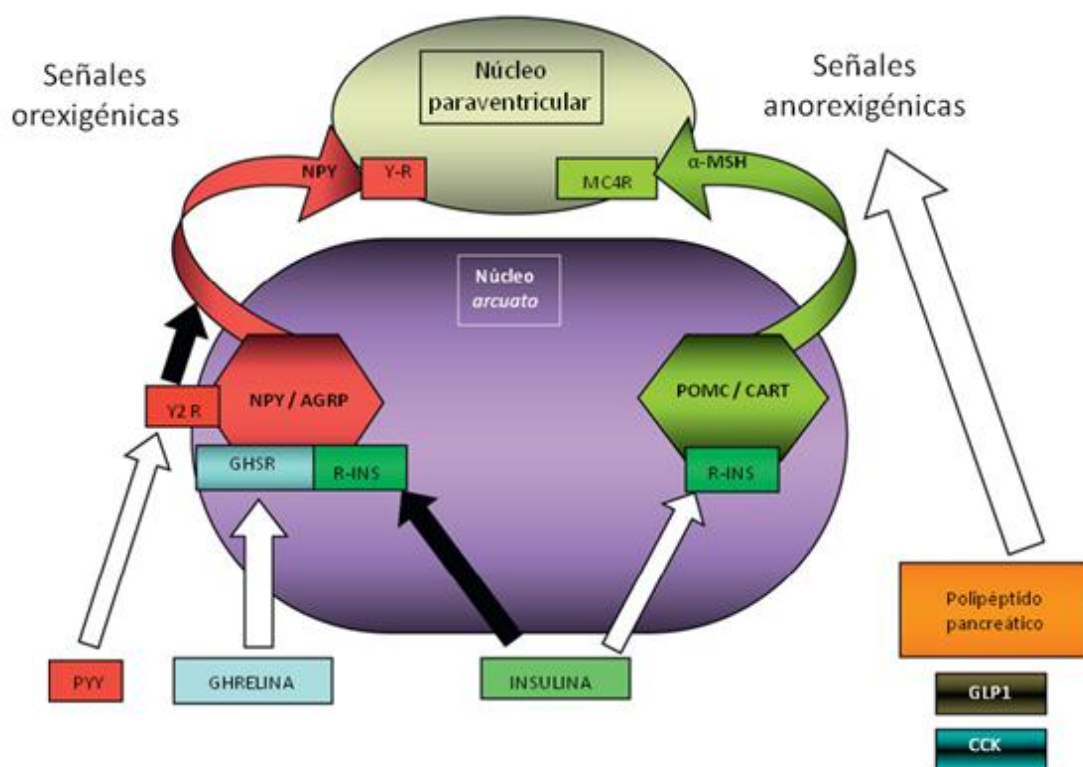 Señales
orexigénicas
Núcleo
paraventricular
Señales
anorexigénicas
NPY
Y-R
MC4R
α-MSH
Núcleo
arcuato
Y2 R
NPY / AGRP
POMC / CART
GHSR
R-INS
R-INS
Polipéptido
pancreático
PYY
GHRELINA
INSULINA
GLP1
CCK